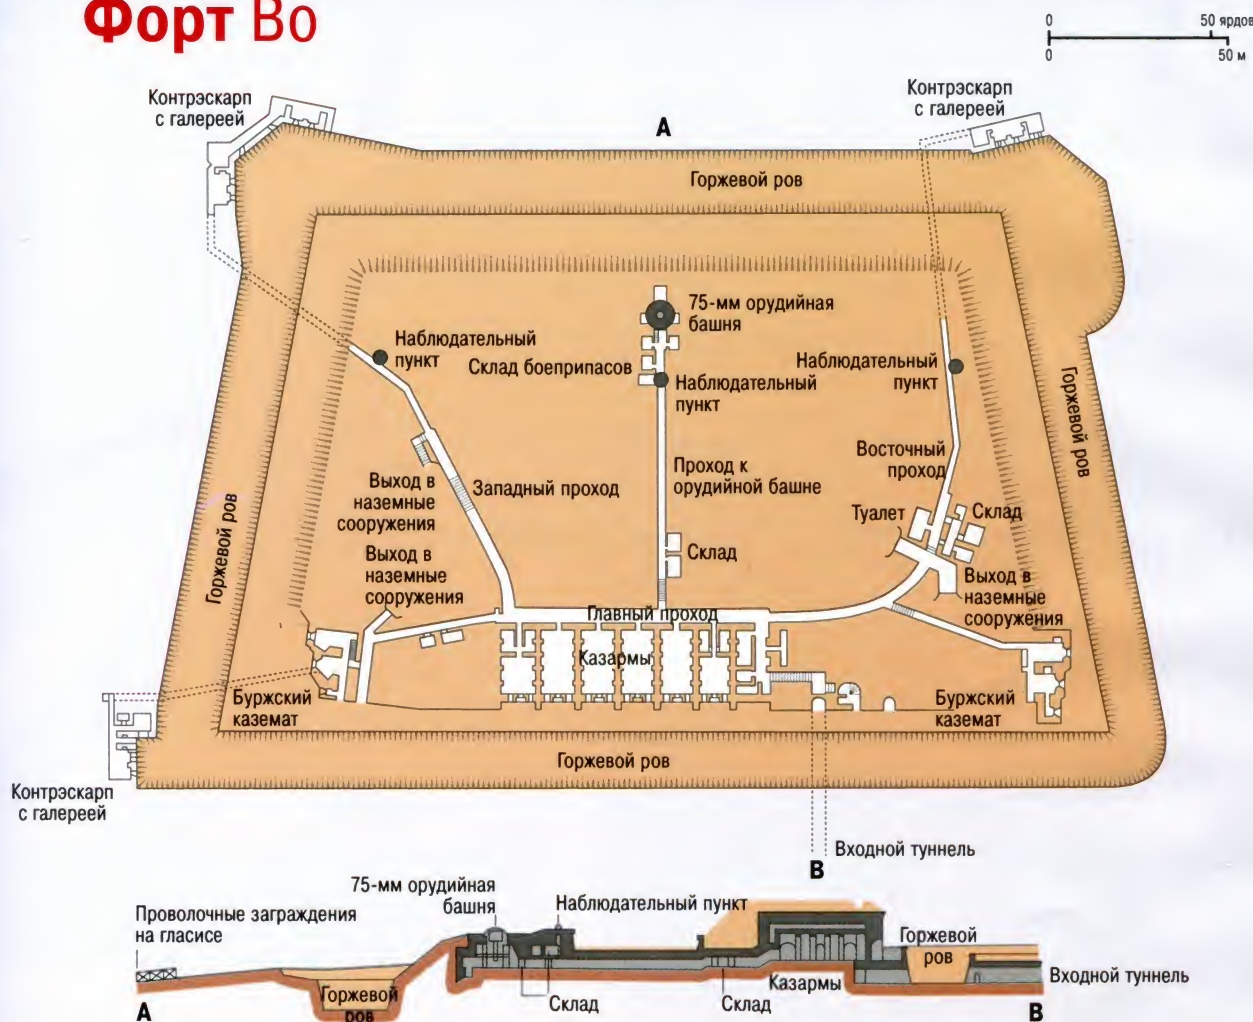 Форт Во
0 50 ярдов
0 50 м
Контрэскарп
с галереей
Контрэскарп
с галереей
А
Горжевой ров
75-мм орудийная
башня
Наблюдательный
пункт
Склад боеприпасов
Наблюдательный
пункт
Наблюдательный
пункт
Горжевой ров
Восточный
проход
Проход к
орудийной башне
Западный проход
Выход в
наземные
сооружения
Туалет
Склад
Горжевой ров
Склад
Выход в
наземные
сооружения
Выход в
наземные
сооружения
Главный проход
Казармы
Буржский
каземат
Буржский
каземат
Горжевой ров
Контрэскарп
с галереей
Входной туннель
В
75-мм орудийная
башня
Наблюдательный пункт
Проволочные заграждения
на гласисе
Горжевой
ров
Входной туннель
Казармы
Горжевой
ров
Склад
Склад
А
В